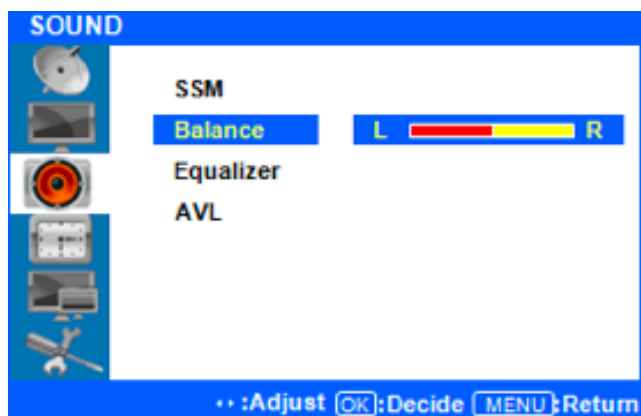 SOUND
SSM
Balance L R
Equalizer
AVL
:Adjust OK:Decide MENU:Return